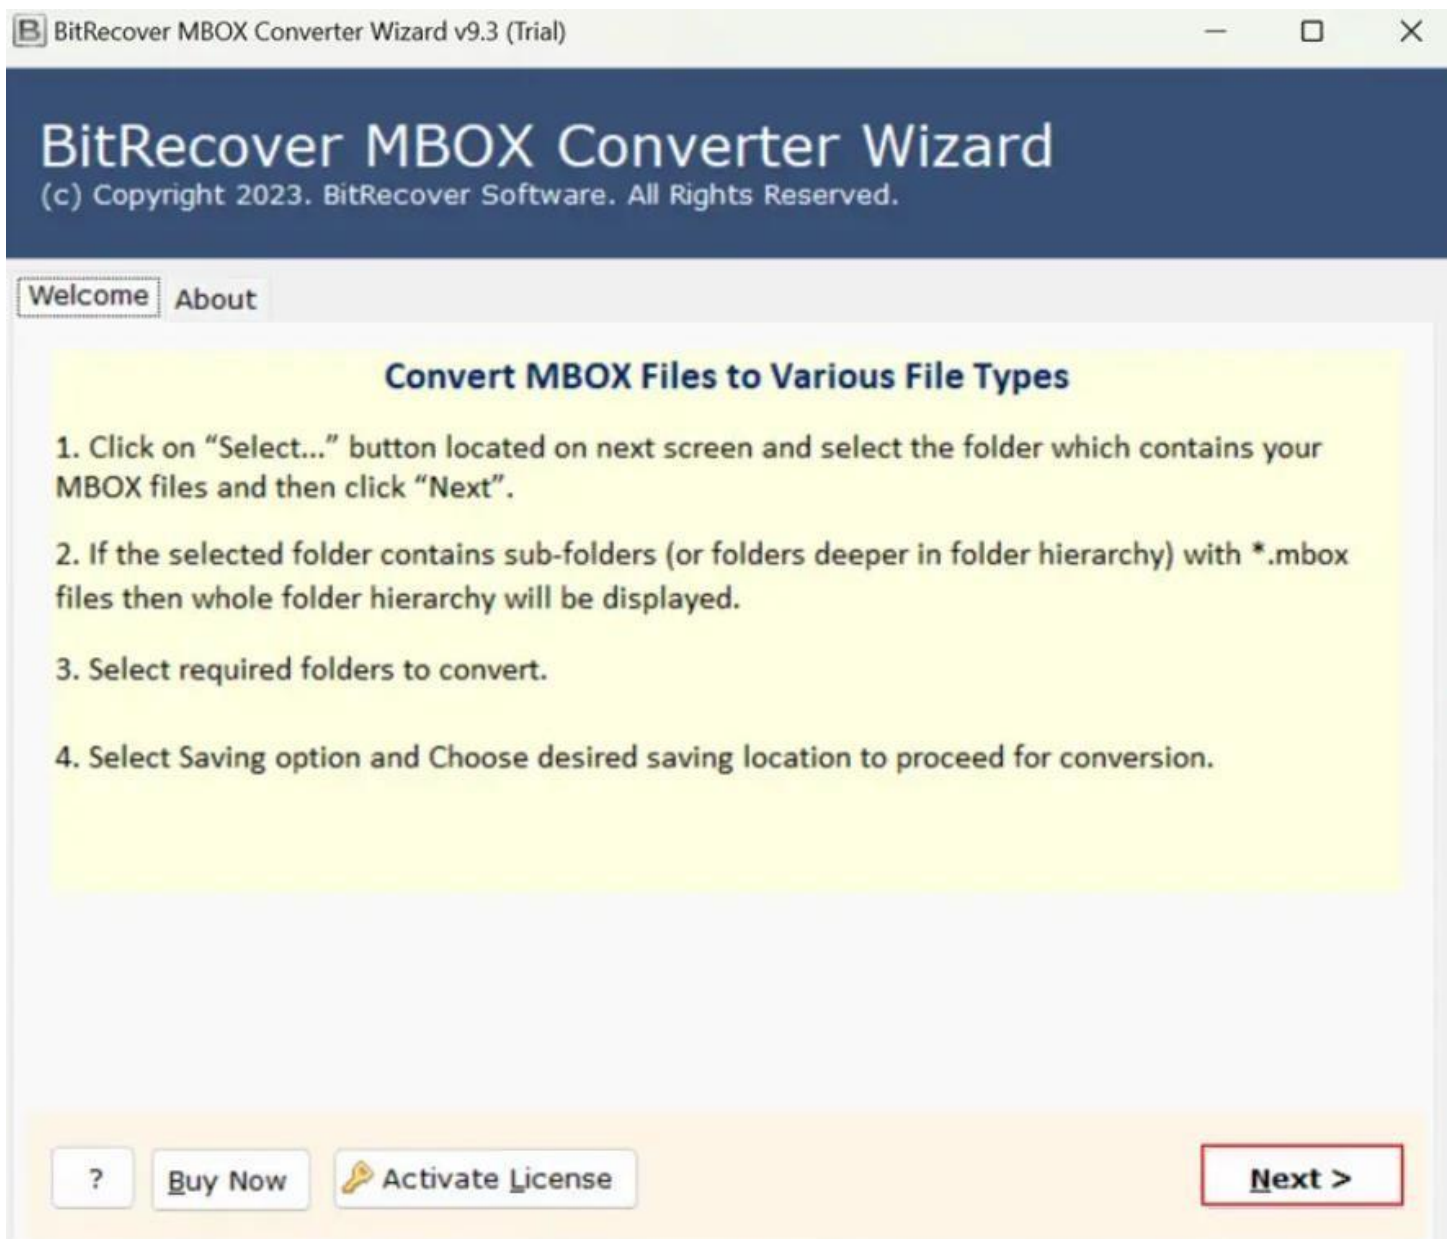 BitRecover MBOX Converter Wizard v9.3 (Trial)
BitRecover MBOX Converter Wizard
(c) Copyright 2023. BitRecover Software. All Rights Reserved.
Welcome About
Convert MBOX Files to Various File Types
1. Click on “Select...” button located on next screen and select the folder which contains your
MBOX files and then click “Next”.
2. If the selected folder contains sub-folders (or folders deeper in folder hierarchy) with *.mbox
files then whole folder hierarchy will be displayed.
3. Select required folders to convert.
4. Select Saving option and Choose desired saving location to proceed for conversion.
? Buy Now Activate License Next >